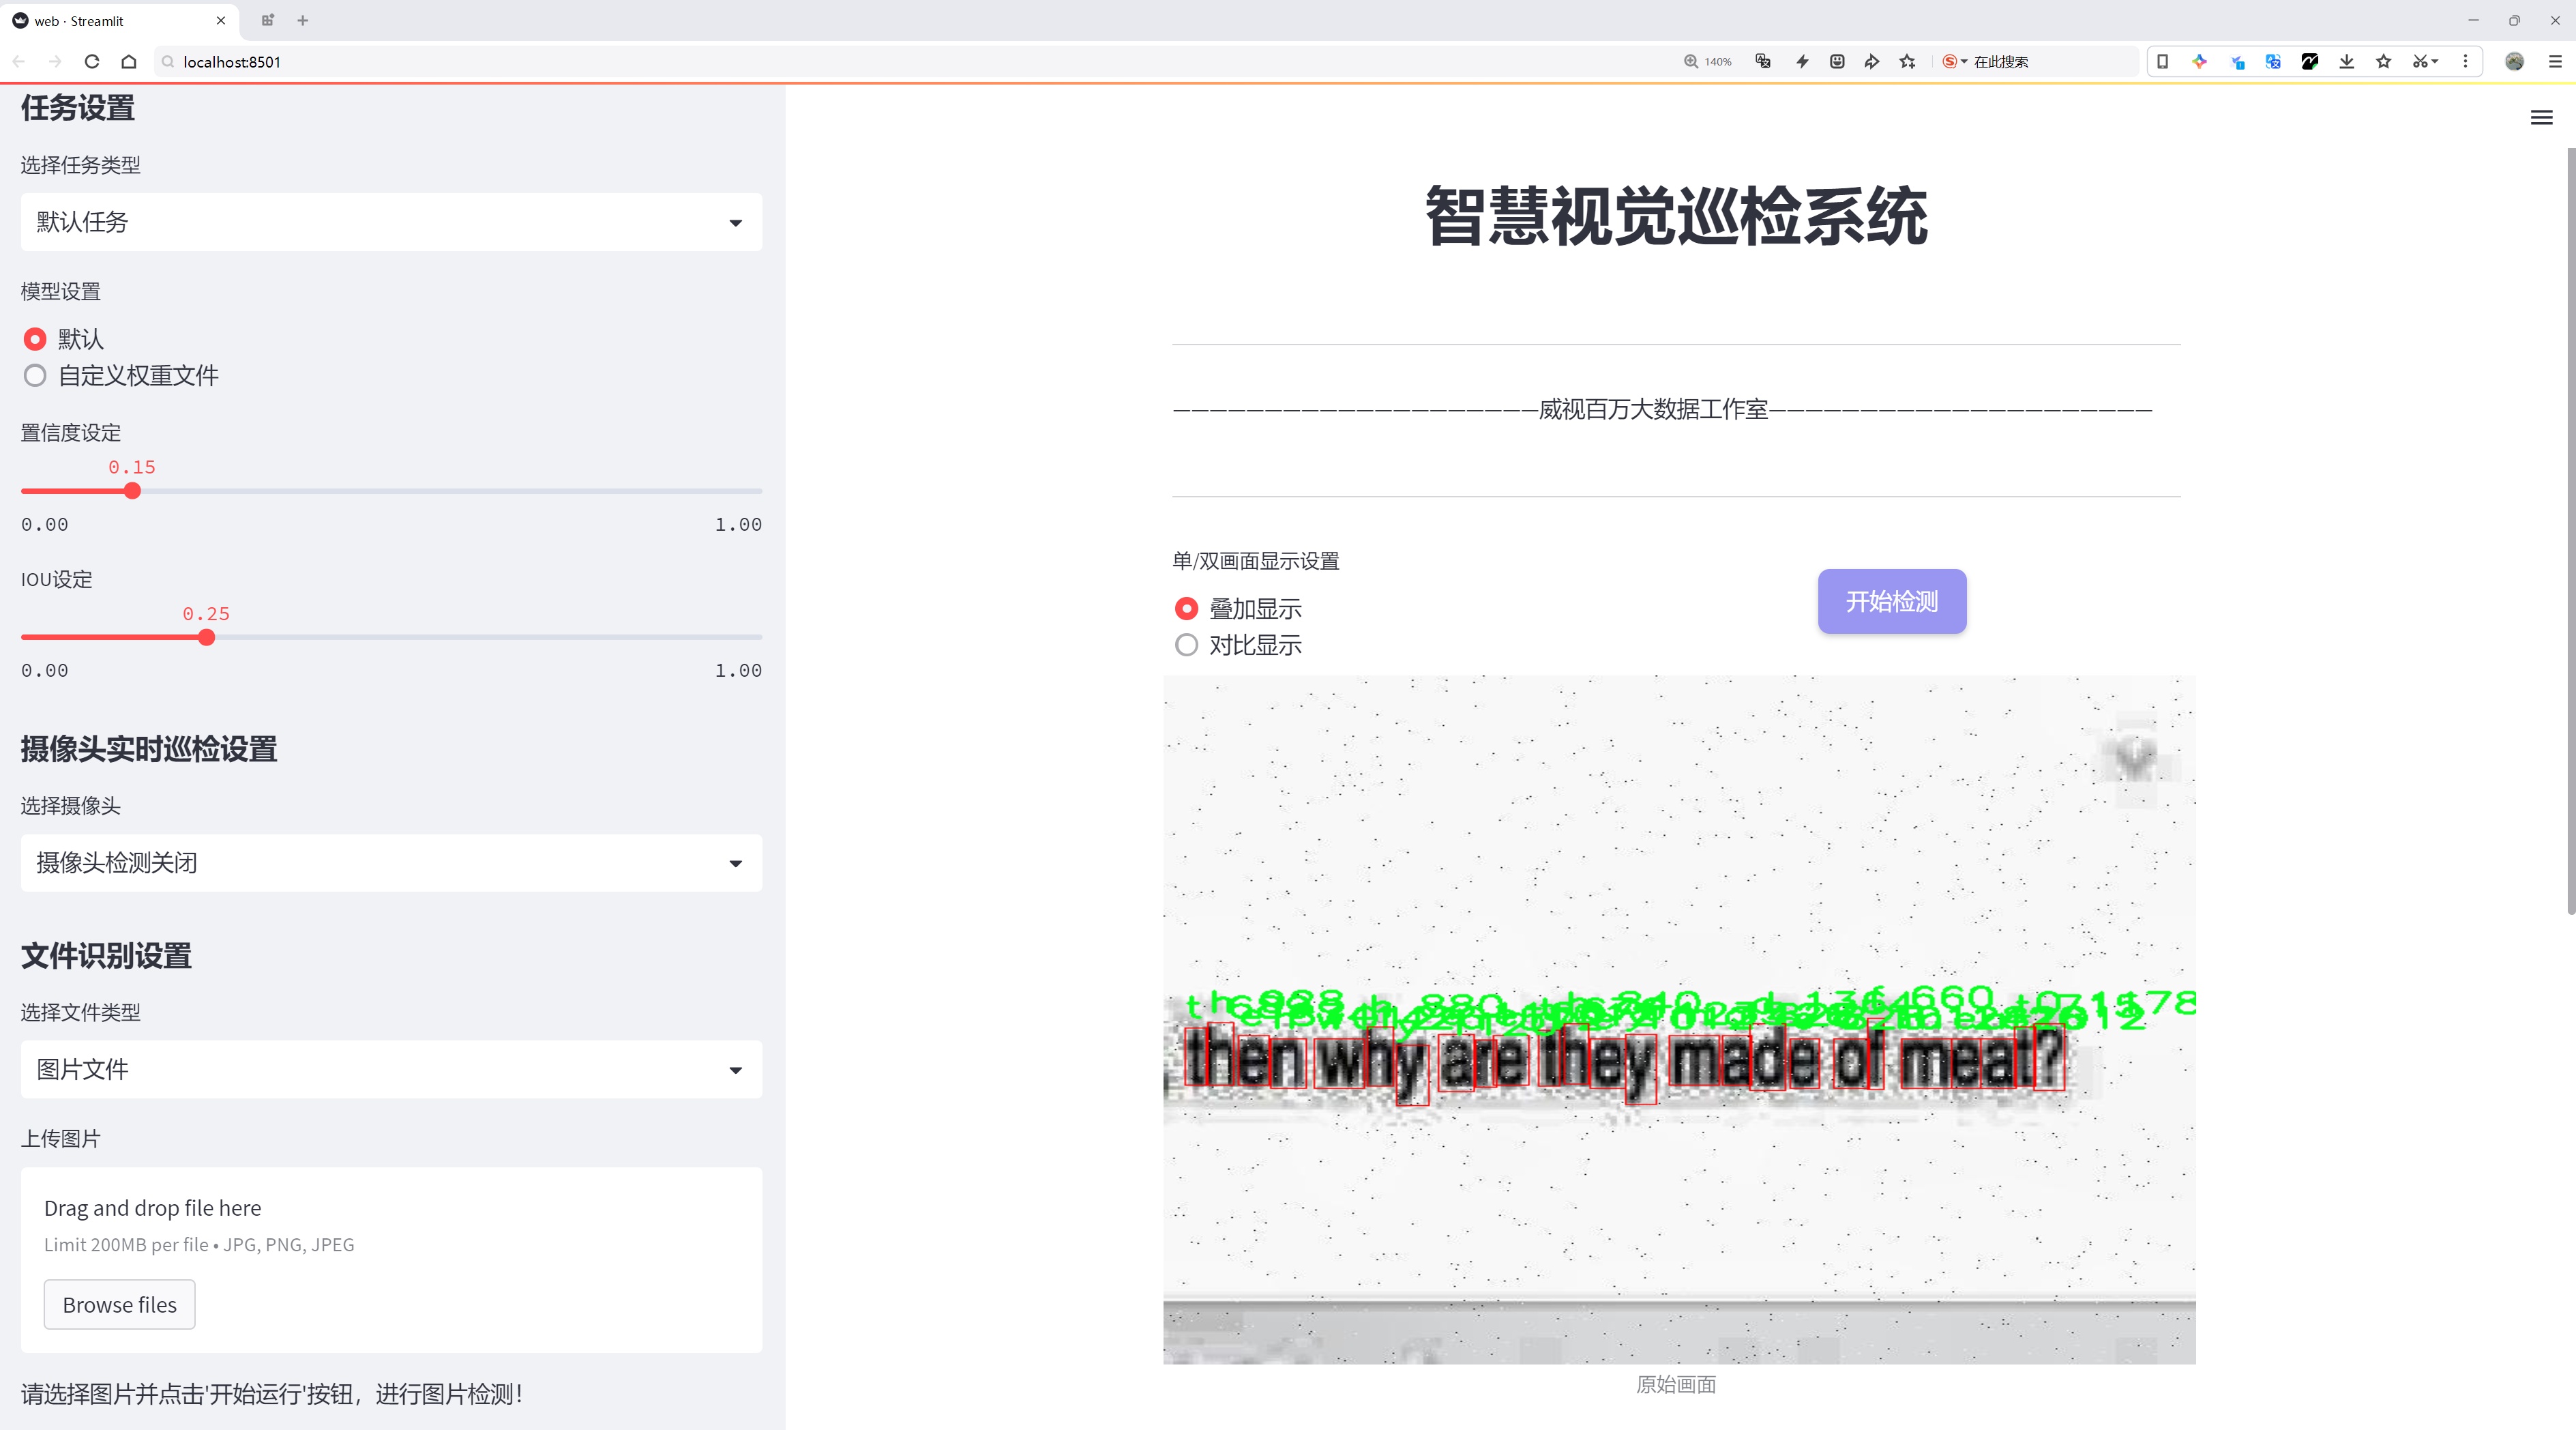 web · Streamlit
localhost:8501
140%
在此搜索
任务设置
选择任务类型
默认任务
模型设置
默认
自定义权重文件
置信度设定
0.15
0.00 1.00
IOU设定
0.25
0.00 1.00
摄像头实时巡检设置
选择摄像头
摄像头检测关闭
文件识别设置
选择文件类型
图片文件
上传图片
Drag and drop file here
Limit 200MB per file • JPG, PNG, JPEG
Browse files
请选择图片并点击'开始运行'按钮，进行图片检测！
智慧视觉巡检系统
————————————————————威视百万大数据工作室—————————————————————
单/双画面显示设置
叠加显示
对比显示
开始检测
then why are they made of meat?
原始画面